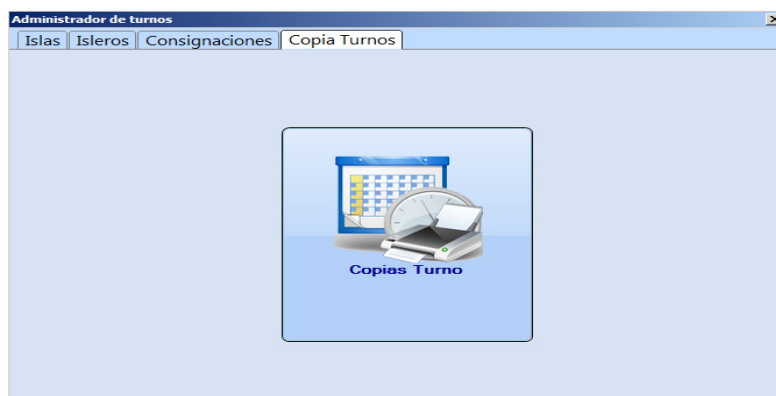 Administrador de turnos
Islas Isleros Consignaciones Copia Turnos
Copias Turno